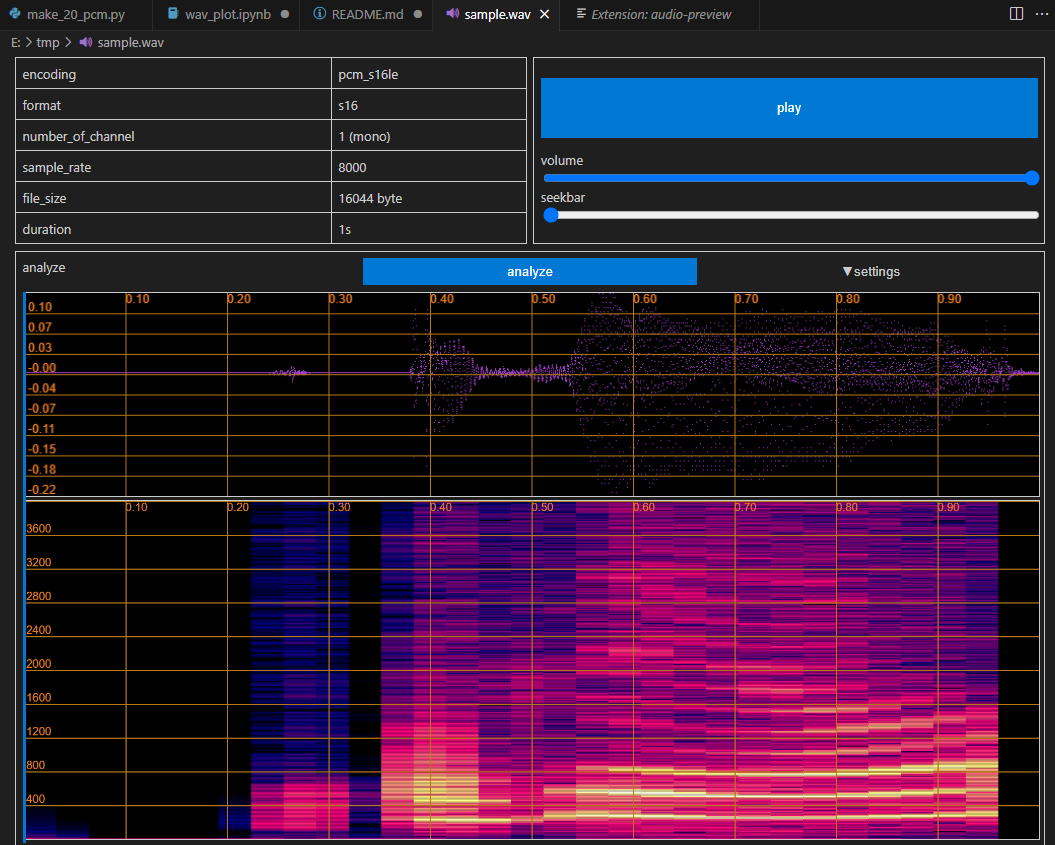 make_20_pcm.py wav_plot.ipynb README.md sample.wav Extension: audio-preview
E: > tmp > sample.wav
encoding pcm_s16le
format s16
number_of_channel 1 (mono)
sample_rate 8000
file_size 16044 byte
duration 1s
play
volume
seekbar
analyze analyze ▼settings
0.10 0.20 0.30 0.40 0.50 0.60 0.70 0.80 0.90
0.10
0.07
0.03
-0.00
-0.04
-0.07
-0.11
-0.15
-0.18
-0.22
0.10 0.20 0.30 0.40 0.50 0.60 0.70 0.80 0.90
3600
3200
2800
2400
2000
1600
1200
800
400